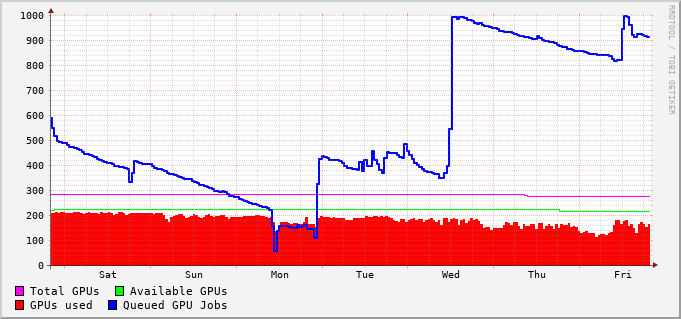 1000
900
800
700
600
500
400
300
200
100
0
Sat Sun Mon Tue Wed Thu Fri
Total GPUs Available GPUs
GPUs used Queued GPU Jobs
RRDTOOL / TOBI OETIKER